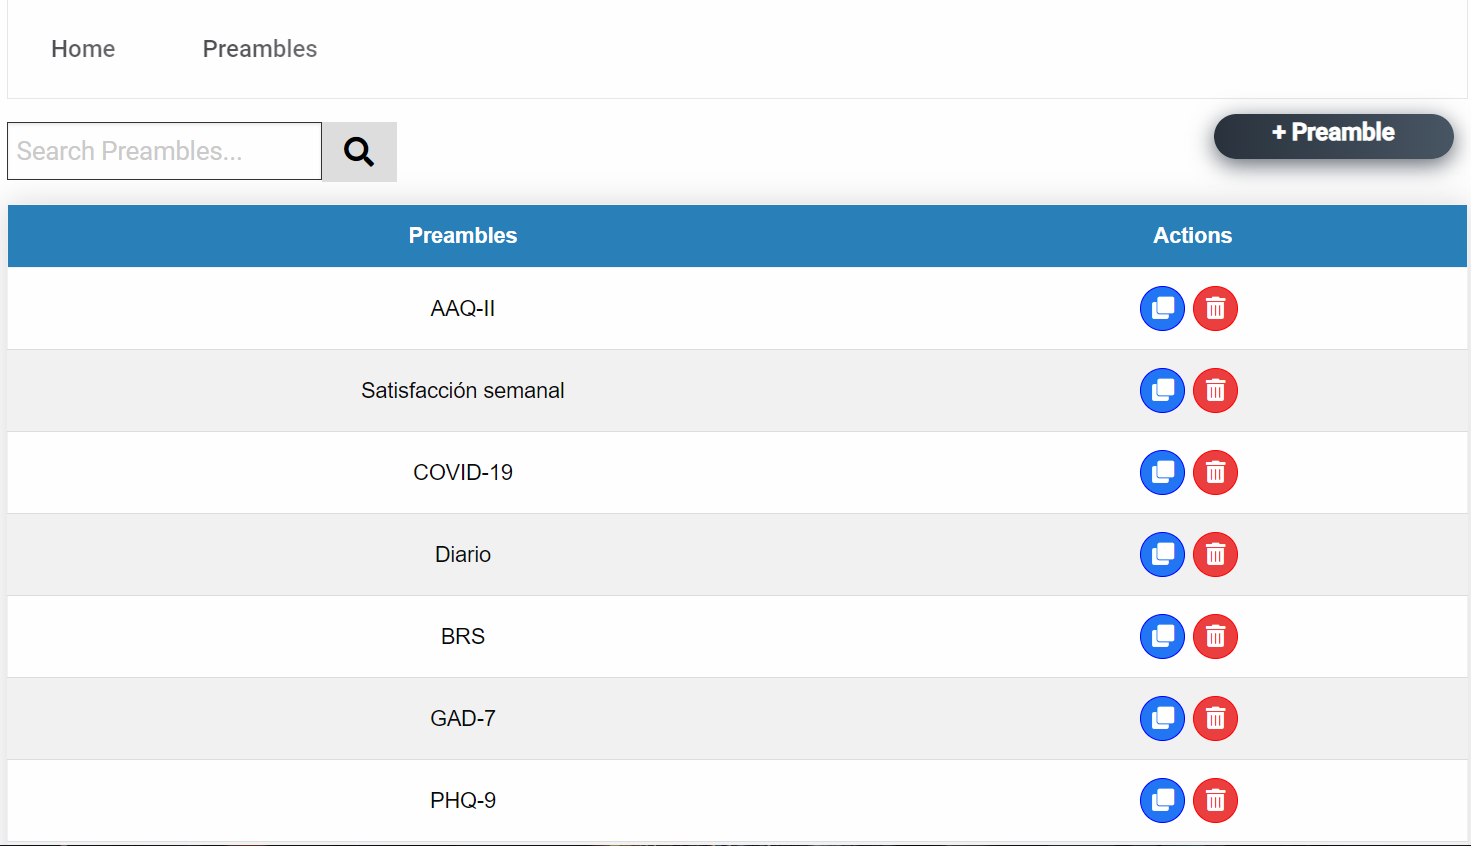 Home Preambles
Search Preambles...
+ Preamble
Preambles Actions
AAQ-II
Satisfacción semanal
COVID-19
Diario
BRS
GAD-7
PHQ-9